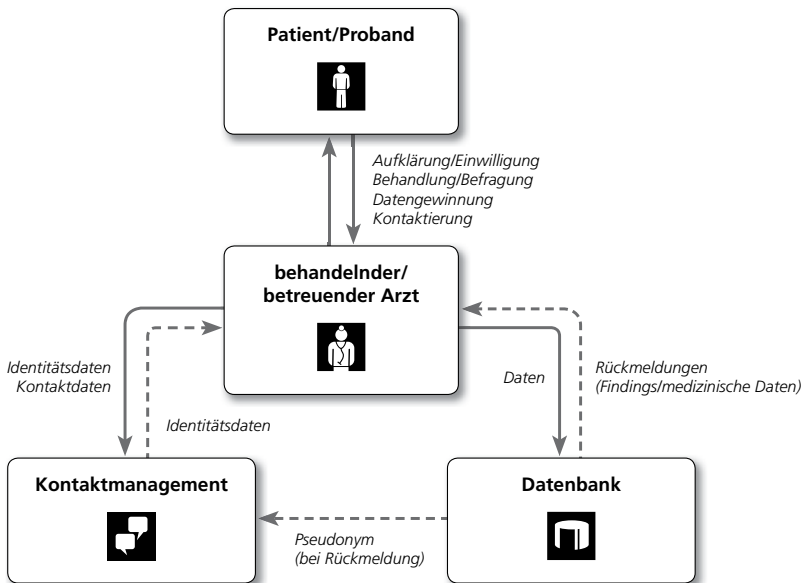 Patient/Proband
Aufklärung/Einwilligung
Behandlung/Befragung
Datengewinnung
Kontaktierung
behandelnder/
betreuender Arzt
Identitätsdaten
Kontaktdaten
Identitätsdaten
Daten
Rückmeldungen
(Findings/medizinische Daten)
Kontaktmanagement
Datenbank
Pseudonym
(bei Rückmeldung)